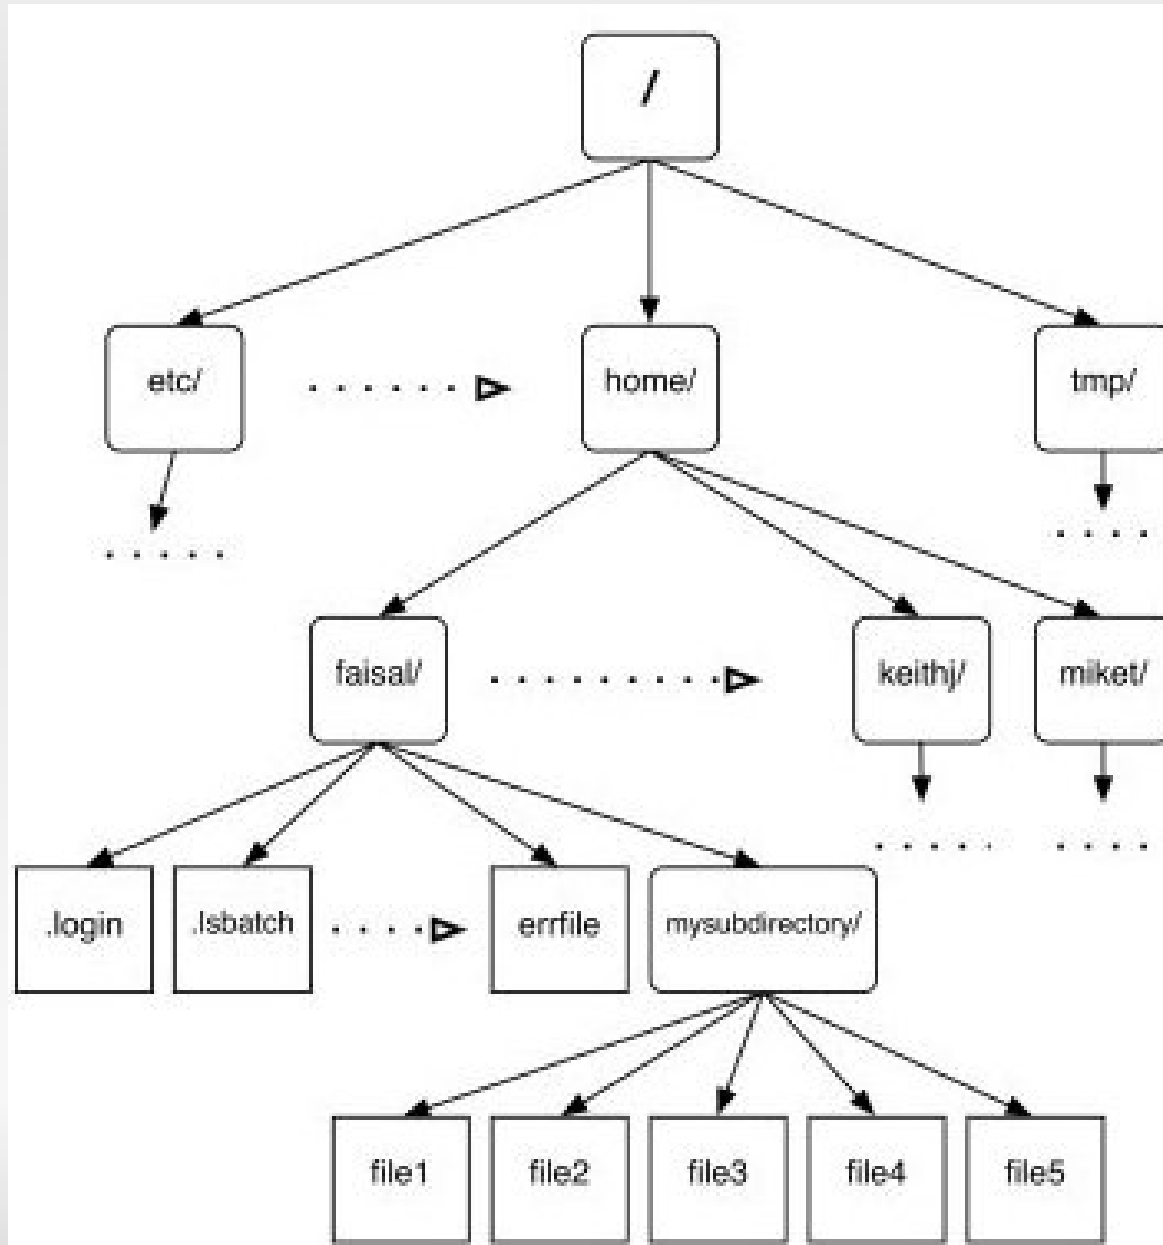 /
etc/
home/
tmp/
faisal/
keithj/
miket/
.login
.lsbatch
errfile
mysubdirectory/
file1
file2
file3
file4
file5